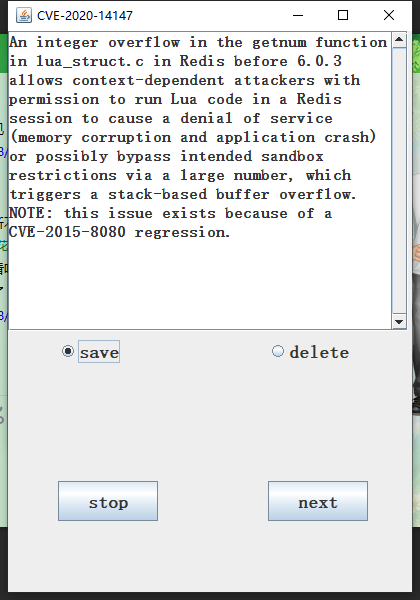 CVE-2020-14147
An integer overflow in the getnum function
in lua_struct.c in Redis before 6.0.3
allows context-dependent attackers with
permission to run Lua code in a Redis
session to cause a denial of service
(memory corruption and application crash)
or possibly bypass intended sandbox
restrictions via a large number, which
triggers a stack-based buffer overflow.
NOTE: this issue exists because of a
CVE-2015-8080 regression.
save
delete
stop
next